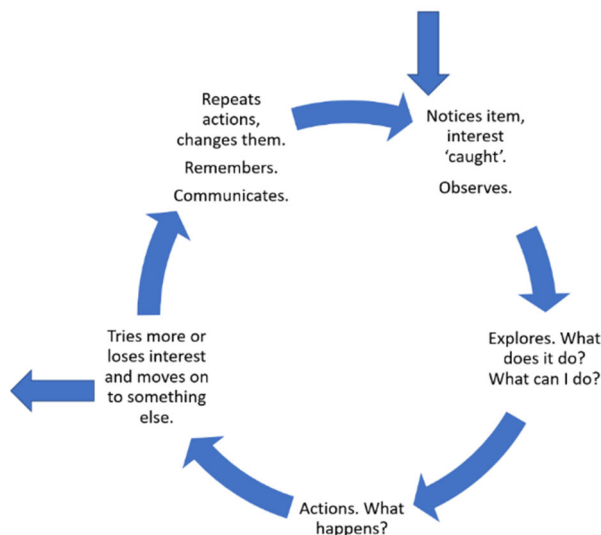 Repeats
actions,
changes them.
Remembers.
Communicates.
Notices item,
interest
‘caught’.
Observes.
Explores. What
does it do?
What can I do?
Actions. What
happens?
Tries more or
loses interest
and moves on
to something
else.